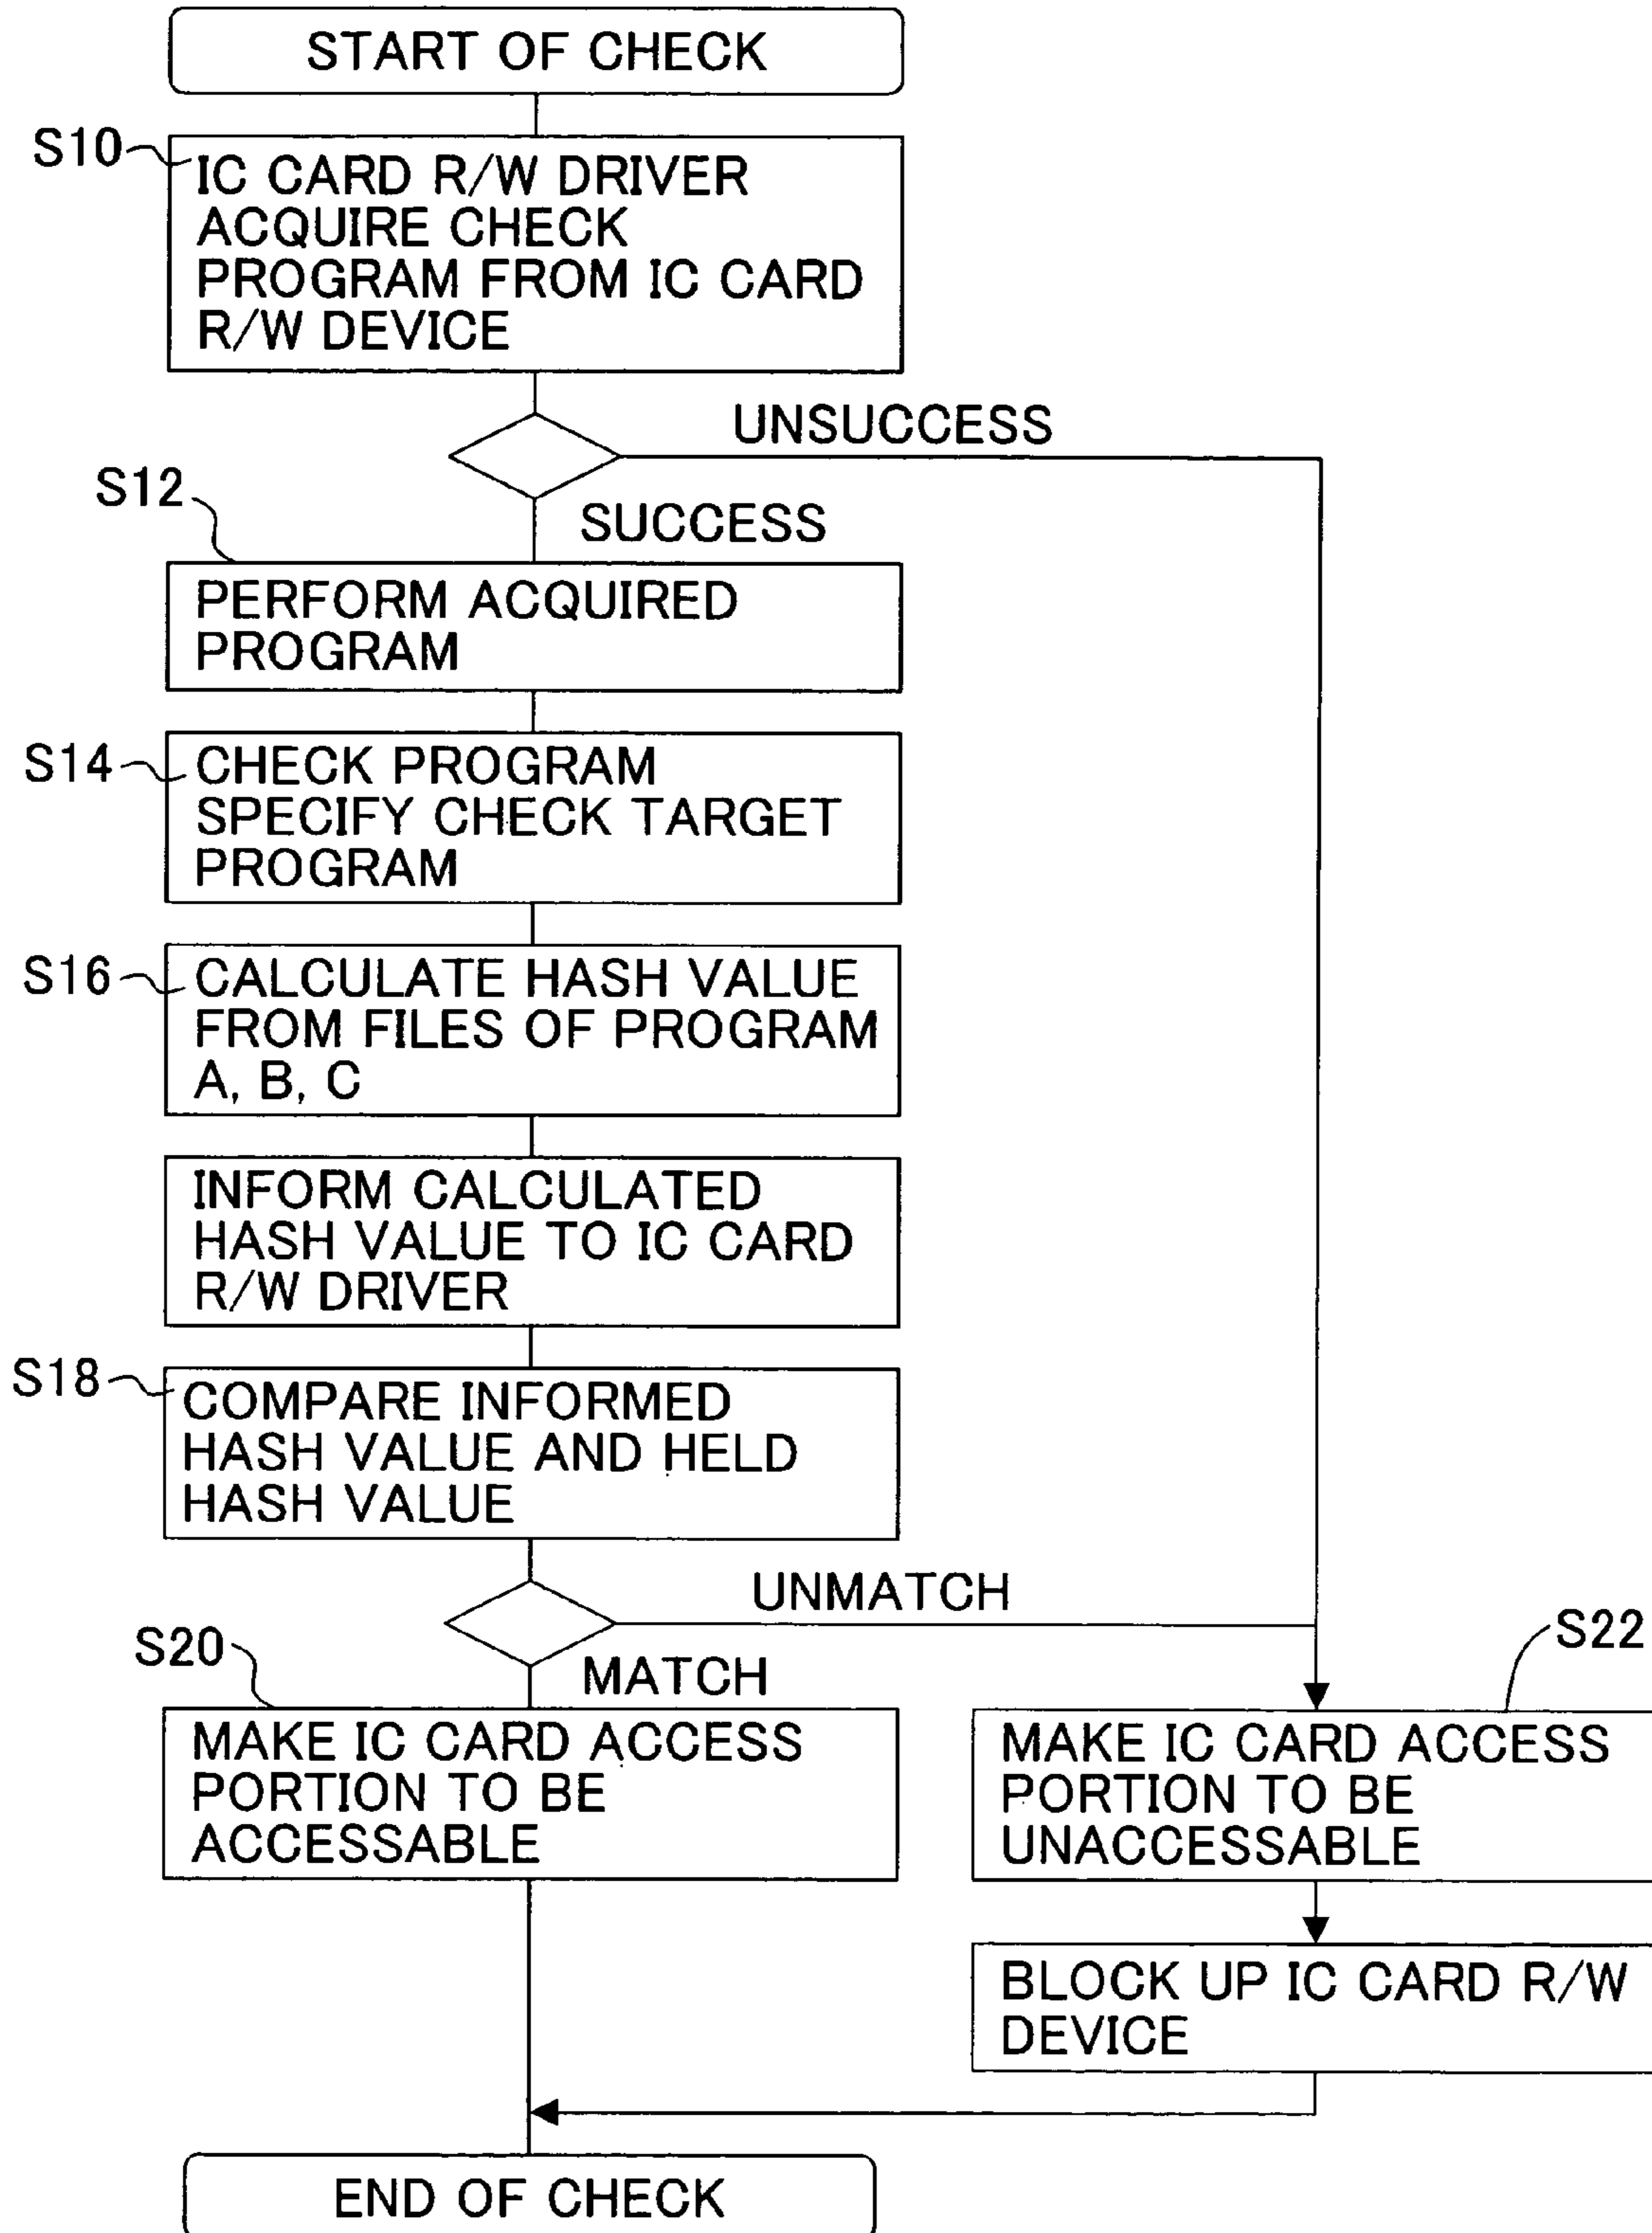 START OF CHECK
S10
IC CARD R/W DRIVER
ACQUIRE CHECK
PROGRAM FROM IC CARD
R/W DEVICE
UNSUCCESS
SUCCESS
S12
PERFORM ACQUIRED
PROGRAM
S14
CHECK PROGRAM
SPECIFY CHECK TARGET
PROGRAM
S16
CALCULATE HASH VALUE
FROM FILES OF PROGRAM
A, B, C
INFORM CALCULATED
HASH VALUE TO IC CARD
R/W DRIVER
S18
COMPARE INFORMED
HASH VALUE AND HELD
HASH VALUE
UNMATCH
MATCH
S20
MAKE IC CARD ACCESS
PORTION TO BE
ACCESSABLE
S22
MAKE IC CARD ACCESS
PORTION TO BE
UNACCESSABLE
BLOCK UP IC CARD R/W
DEVICE
END OF CHECK